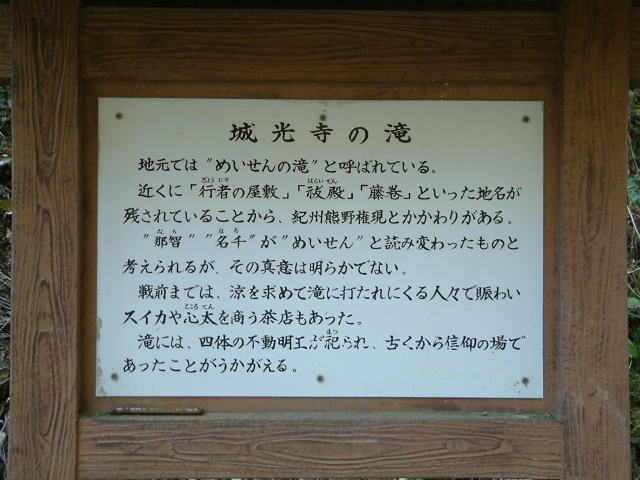 城光寺の滝
地元では〝めいせんの滝〟と呼ばれている。
近くに「行者の屋敷」「祓殿」「藤巻」といった地名が
残されていることから、紀州熊野権現とかかわりがある。
〝那智〟〝名千〟が〝めいせん〟と読み変わったものと
考えられるが、その真意は明らかでない。
戦前までは、涼を求めて滝に打たれにくる人々で賑わい
スイカや心太を商う茶店もあった。
滝には、四体の不動明王が祀られ、古くから信仰の場で
あったことがうかがえる。